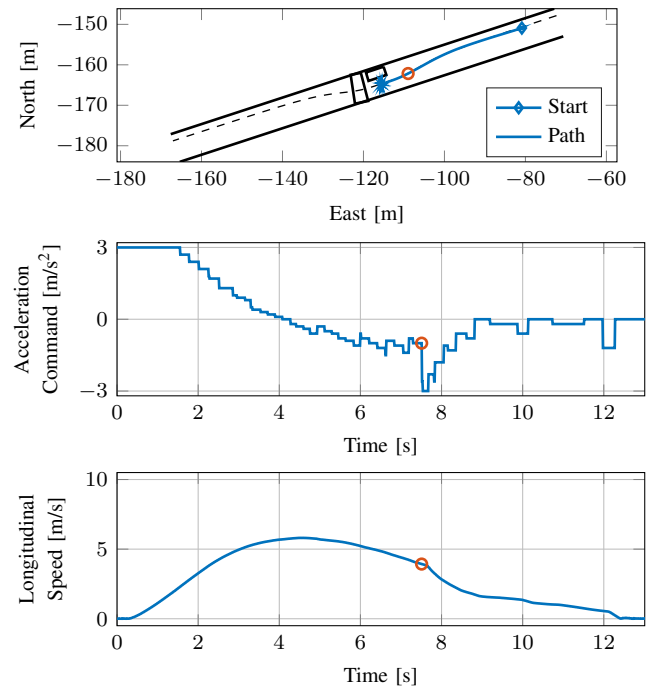 −150
−160
−170
−180
North [m]
Start
Path
−180 −160 −140 −120 −100 −80 −60
East [m]
3
0
−3
Acceleration
Command [m/s²]
0 2 4 6 8 10 12
Time [s]
10
5
0
Longitudinal
Speed [m/s]
0 2 4 6 8 10 12
Time [s]